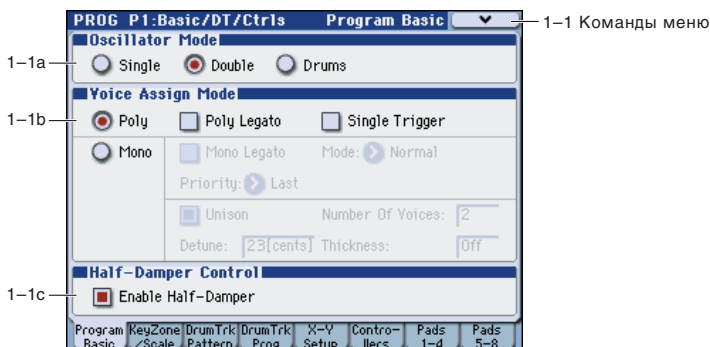 PROG P1:Basic/DT/Ctrls Program Basic
1–1 Команды меню
Oscillator Mode
1–1a
Single Double Drums
Voice Assign Mode
1–1b
Poly Poly Legato Single Trigger
Mono Mono Legato Mode: Normal
Priority: Last
Unison Number Of Voices: 2
Detune: 23[cents] Thickness: Off
Half-Damper Control
1–1c
Enable Half-Damper
Program KeyZone DrumTrk DrumTrk X-Y Contro- Pads Pads
Basic /Scale Pattern Prog Setup llers 1-4 5-8